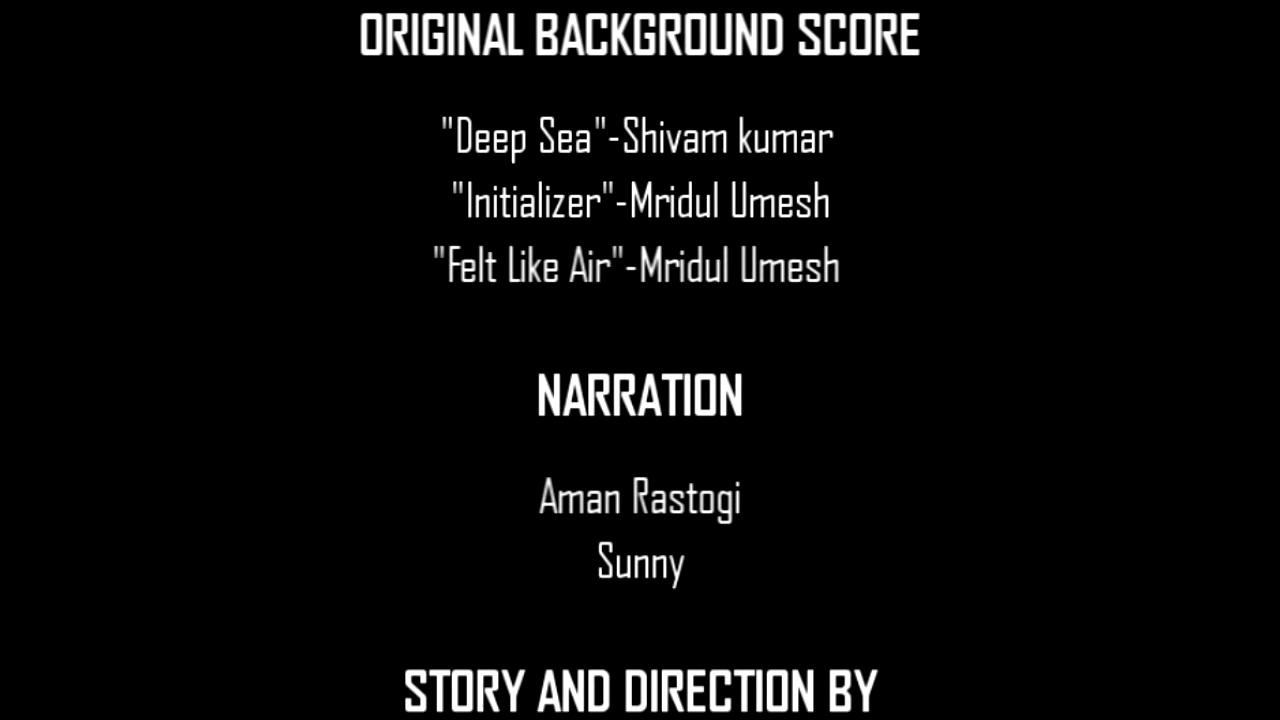 ORIGINAL BACKGROUND SCORE
"Deep Sea"-Shivam kumar
"Initializer"-Mridul Umesh
"Felt Like Air"-Mridul Umesh
NARRATION
Aman Rastogi
Sunny
STORY AND DIRECTION BY